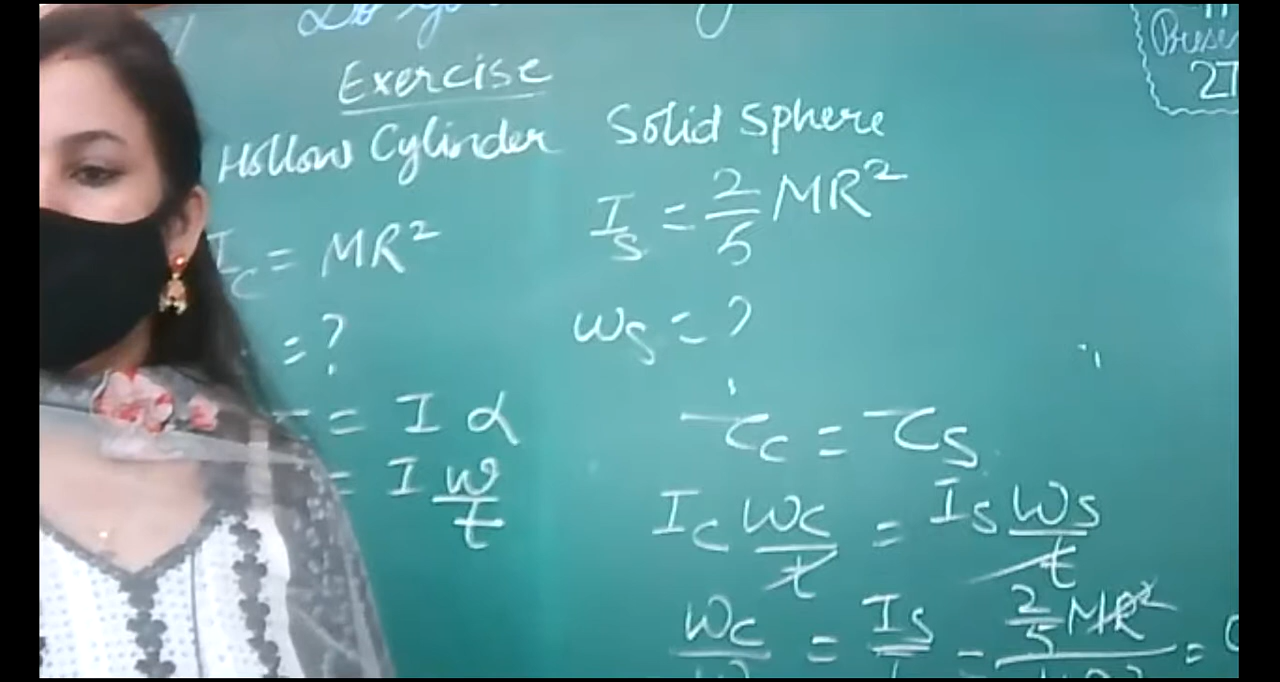 Exercise
Hollow Cylinder
I_C = MR²
= ?
= I α
= I w/t
Solid Sphere
I_S = 2/5 MR²
w_S = ?
τ_C = τ_S
I_C w_C/t = I_S w_S/t
w_C = I_S = 2/5 MR² =
27